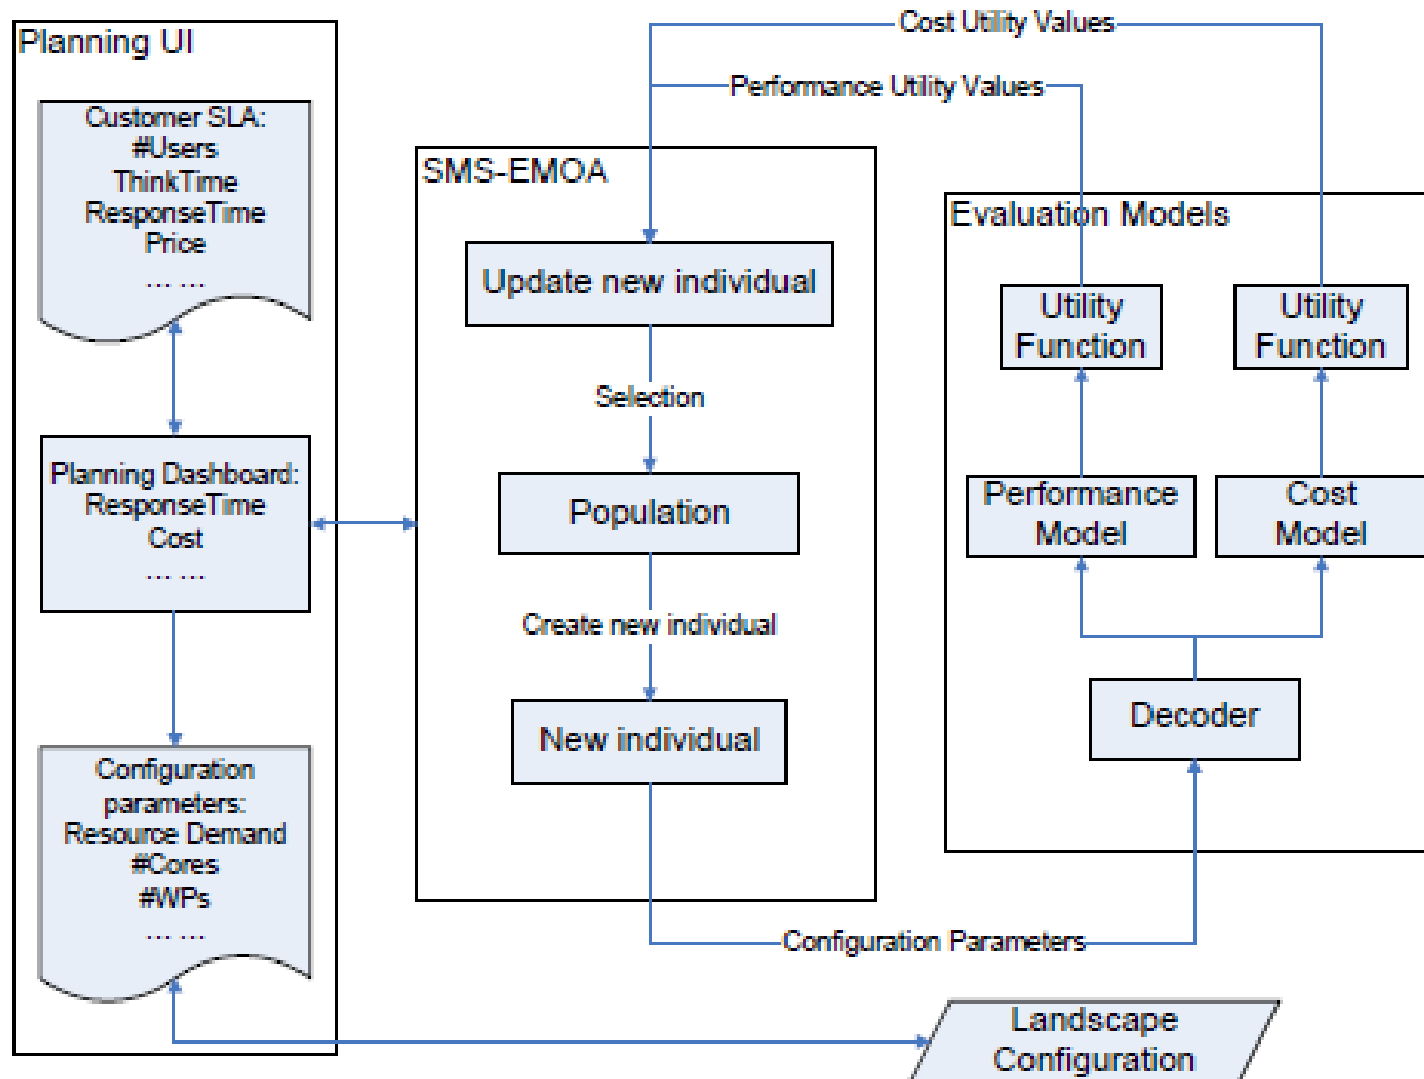 Planning UI
Customer SLA:
#Users
ThinkTime
ResponseTime
Price
... ...
Planning Dashboard:
ResponseTime
Cost
... ...
Configuration
parameters:
Resource Demand
#Cores
#WPs
... ...
SMS-EMOA
Update new individual
Selection
Population
Create new individual
New individual
Cost Utility Values
Performance Utility Values
Evaluation Models
Utility
Function
Utility
Function
Performance
Model
Cost
Model
Decoder
Configuration Parameters
Landscape
Configuration